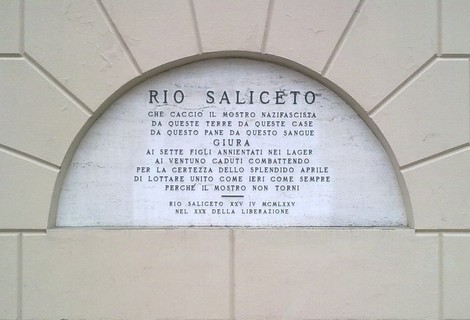 RIO SALICETO
CHE CACCIO IL MOSTRO NAZIFASCISTA
DA QUESTE TERRE DA QUESTE CASE
DA QUESTO PANE DA QUESTO SANGUE
GIURA
AI SETTE FIGLI ANNIENTATI NEI LAGER
AI VENTUNO CADUTI COMBATTENDO
PER LA CERTEZZA DELLO SPLENDIDO APRILE
DI LOTTARE UNITO COME IERI COME SEMPRE
PERCHÉ IL MOSTRO NON TORNI
RIO SALICETO XXV IV MCMLXXV
NEL XXX DELLA LIBERAZIONE